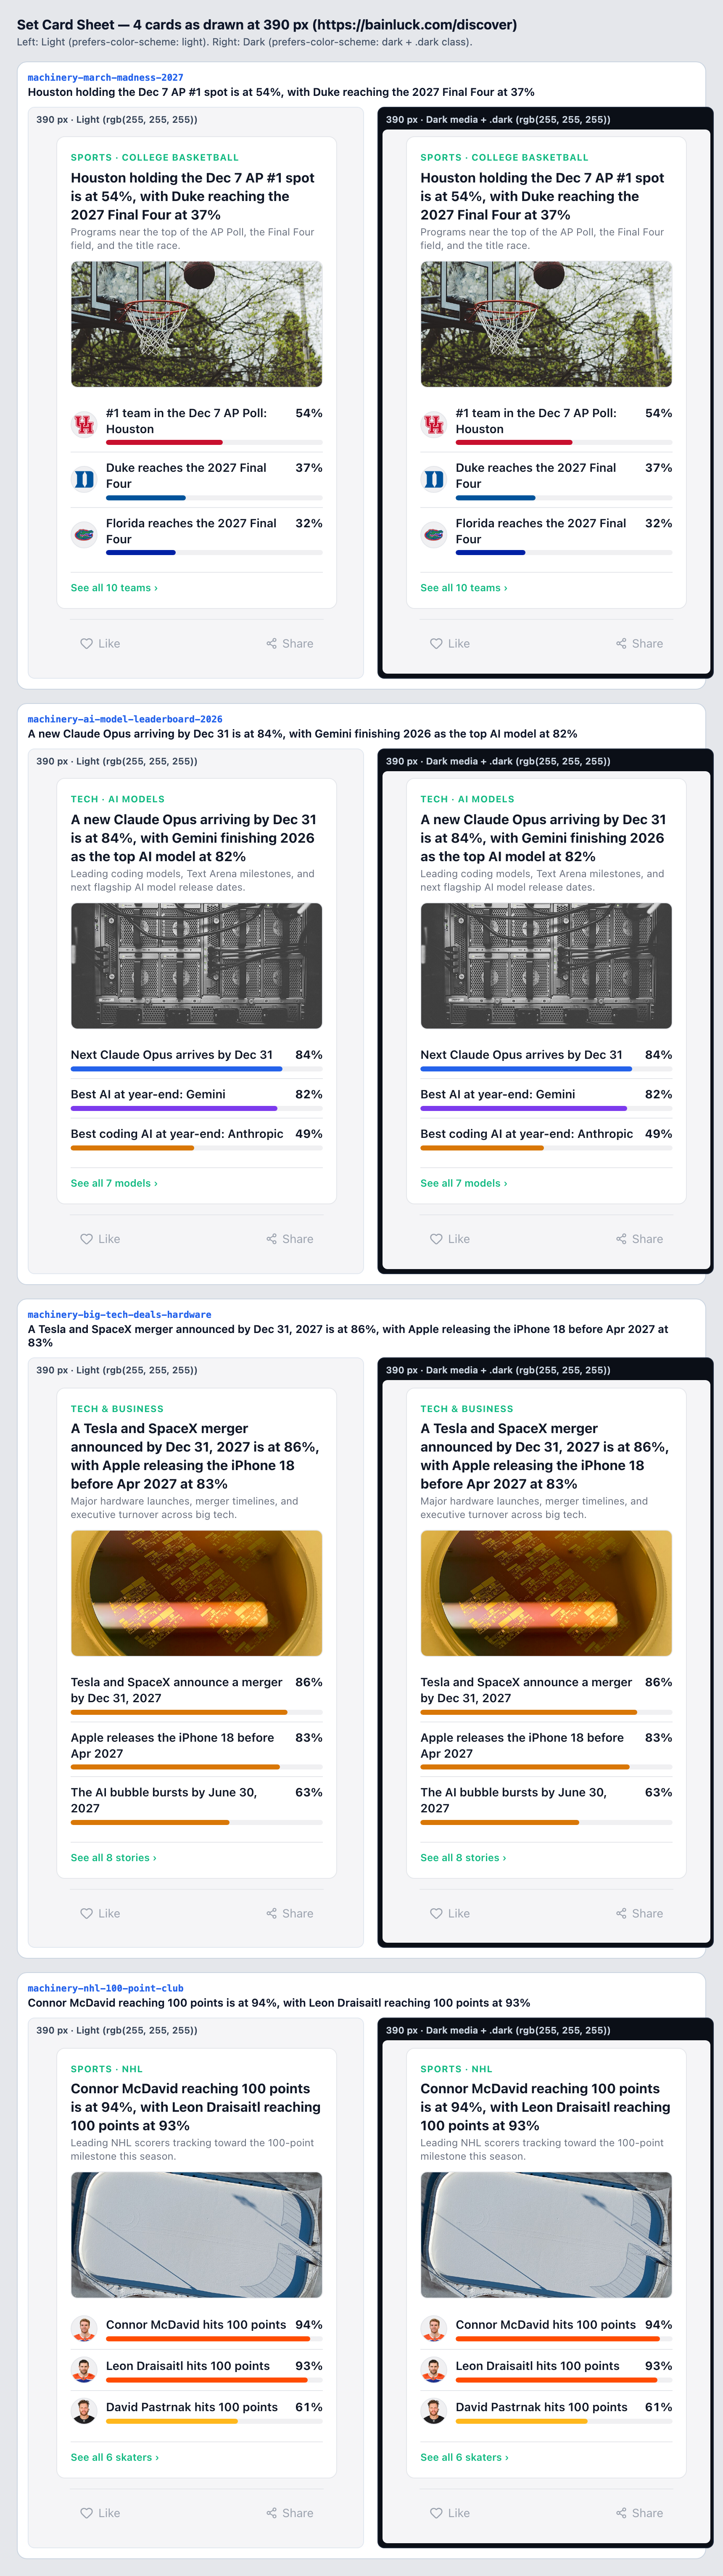 Set Card Sheet — 4 cards as drawn at 390 px (https://bainluck.com/discover)
Left: Light (prefers-color-scheme: light). Right: Dark (prefers-color-scheme: dark + .dark class).
machinery-march-madness-2027
Houston holding the Dec 7 AP #1 spot is at 54%, with Duke reaching the 2027 Final Four at 37%
390 px · Light (rgb(255, 255, 255))
SPORTS · COLLEGE BASKETBALL
Houston holding the Dec 7 AP #1 spot
is at 54%, with Duke reaching the
2027 Final Four at 37%
Programs near the top of the AP Poll, the Final Four
field, and the title race.
#1 team in the Dec 7 AP Poll:
Houston
54%
Duke reaches the 2027 Final
Four
37%
Florida reaches the 2027 Final
Four
32%
See all 10 teams ›
Like
Share
390 px · Dark media + .dark (rgb(255, 255, 255))
SPORTS · COLLEGE BASKETBALL
Houston holding the Dec 7 AP #1 spot
is at 54%, with Duke reaching the
2027 Final Four at 37%
Programs near the top of the AP Poll, the Final Four
field, and the title race.
#1 team in the Dec 7 AP Poll:
Houston
54%
Duke reaches the 2027 Final
Four
37%
Florida reaches the 2027 Final
Four
32%
See all 10 teams ›
Like
Share
machinery-ai-model-leaderboard-2026
A new Claude Opus arriving by Dec 31 is at 84%, with Gemini finishing 2026 as the top AI model at 82%
390 px · Light (rgb(255, 255, 255))
TECH · AI MODELS
A new Claude Opus arriving by Dec 31
is at 84%, with Gemini finishing 2026
as the top AI model at 82%
Leading coding models, Text Arena milestones, and
next flagship AI model release dates.
Next Claude Opus arrives by Dec 31
84%
Best AI at year-end: Gemini
82%
Best coding AI at year-end: Anthropic
49%
See all 7 models ›
Like
Share
390 px · Dark media + .dark (rgb(255, 255, 255))
TECH · AI MODELS
A new Claude Opus arriving by Dec 31
is at 84%, with Gemini finishing 2026
as the top AI model at 82%
Leading coding models, Text Arena milestones, and
next flagship AI model release dates.
Next Claude Opus arrives by Dec 31
84%
Best AI at year-end: Gemini
82%
Best coding AI at year-end: Anthropic
49%
See all 7 models ›
Like
Share
machinery-big-tech-deals-hardware
A Tesla and SpaceX merger announced by Dec 31, 2027 is at 86%, with Apple releasing the iPhone 18 before Apr 2027 at
83%
390 px · Light (rgb(255, 255, 255))
TECH & BUSINESS
A Tesla and SpaceX merger
announced by Dec 31, 2027 is at 86%,
with Apple releasing the iPhone 18
before Apr 2027 at 83%
Major hardware launches, merger timelines, and
executive turnover across big tech.
Tesla and SpaceX announce a merger
by Dec 31, 2027
86%
Apple releases the iPhone 18 before
Apr 2027
83%
The AI bubble bursts by June 30,
2027
63%
See all 8 stories ›
Like
Share
390 px · Dark media + .dark (rgb(255, 255, 255))
TECH & BUSINESS
A Tesla and SpaceX merger
announced by Dec 31, 2027 is at 86%,
with Apple releasing the iPhone 18
before Apr 2027 at 83%
Major hardware launches, merger timelines, and
executive turnover across big tech.
Tesla and SpaceX announce a merger
by Dec 31, 2027
86%
Apple releases the iPhone 18 before
Apr 2027
83%
The AI bubble bursts by June 30,
2027
63%
See all 8 stories ›
Like
Share
machinery-nhl-100-point-club
Connor McDavid reaching 100 points is at 94%, with Leon Draisaitl reaching 100 points at 93%
390 px · Light (rgb(255, 255, 255))
SPORTS · NHL
Connor McDavid reaching 100 points
is at 94%, with Leon Draisaitl reaching
100 points at 93%
Leading NHL scorers tracking toward the 100-point
milestone this season.
Connor McDavid hits 100 points
94%
Leon Draisaitl hits 100 points
93%
David Pastrnak hits 100 points
61%
See all 6 skaters ›
Like
Share
390 px · Dark media + .dark (rgb(255, 255, 255))
SPORTS · NHL
Connor McDavid reaching 100 points
is at 94%, with Leon Draisaitl reaching
100 points at 93%
Leading NHL scorers tracking toward the 100-point
milestone this season.
Connor McDavid hits 100 points
94%
Leon Draisaitl hits 100 points
93%
David Pastrnak hits 100 points
61%
See all 6 skaters ›
Like
Share